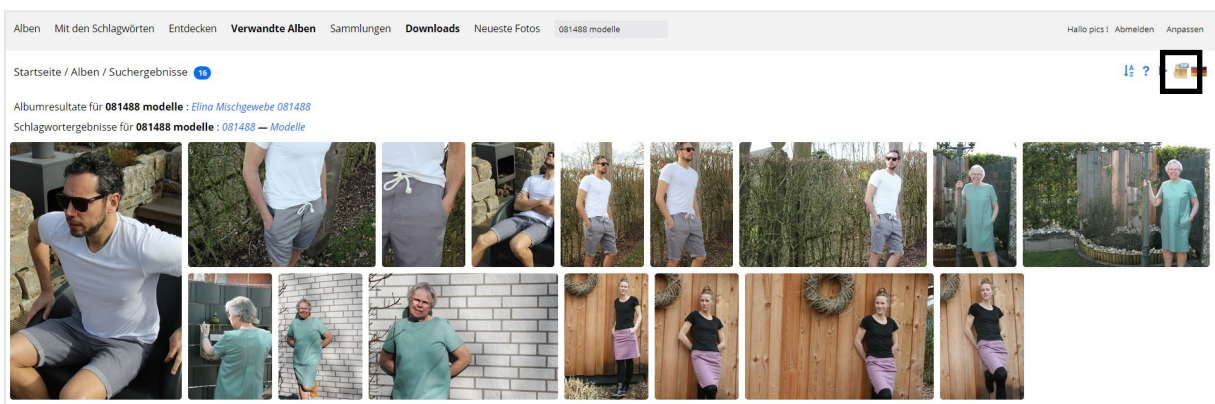 Alben Mit den Schlagwörten Entdecken Verwandte Alben Sammlungen Downloads Neueste Fotos 081488 modelle Hallo pics ! Abmelden Anpassen
Startseite / Alben / Suchergebnisse 16
Albumresultate für 081488 modelle : Elina Mischgewebe 081488
Schlagwortergebnisse für 081488 modelle : 081488 — Modelle